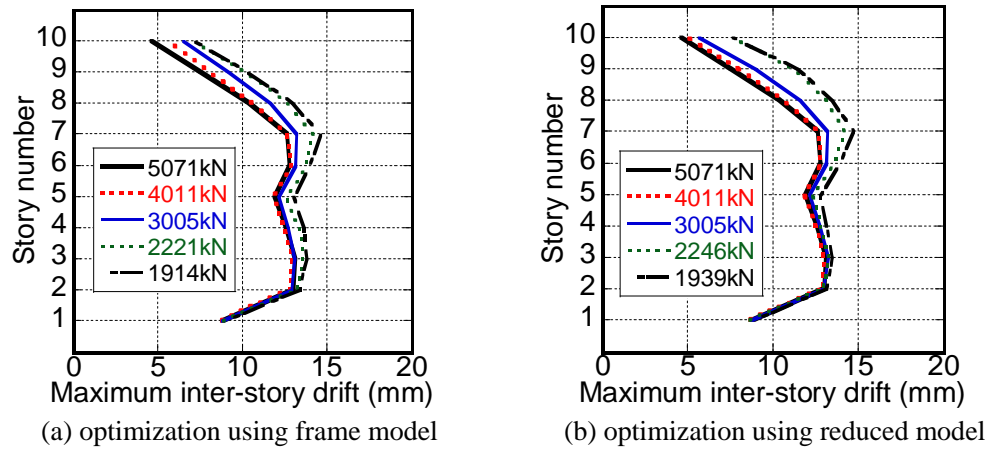 10
9
8
7
6
5
4
3
2
1
Story number
5071kN
4011kN
3005kN
2221kN
1914kN
0
5
10
15
20
Maximum inter-story drift (mm)
(a) optimization using frame model
10
9
8
7
6
5
4
3
2
1
Story number
5071kN
4011kN
3005kN
2246kN
1939kN
0
5
10
15
20
Maximum inter-story drift (mm)
(b) optimization using reduced model